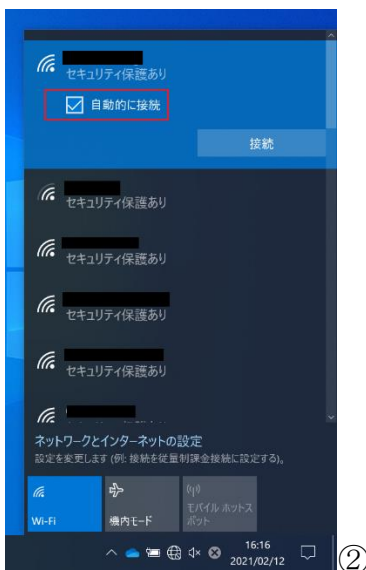 セキュリティ保護あり
自動的に接続
接続
セキュリティ保護あり
セキュリティ保護あり
セキュリティ保護あり
セキュリティ保護あり
ネットワークとインターネットの設定
設定を変更します (例: 接続を従量制課金接続に設定する)。
Wi-Fi
機内モード
モバイル ホットス
ポット
16:16
2021/02/12
②